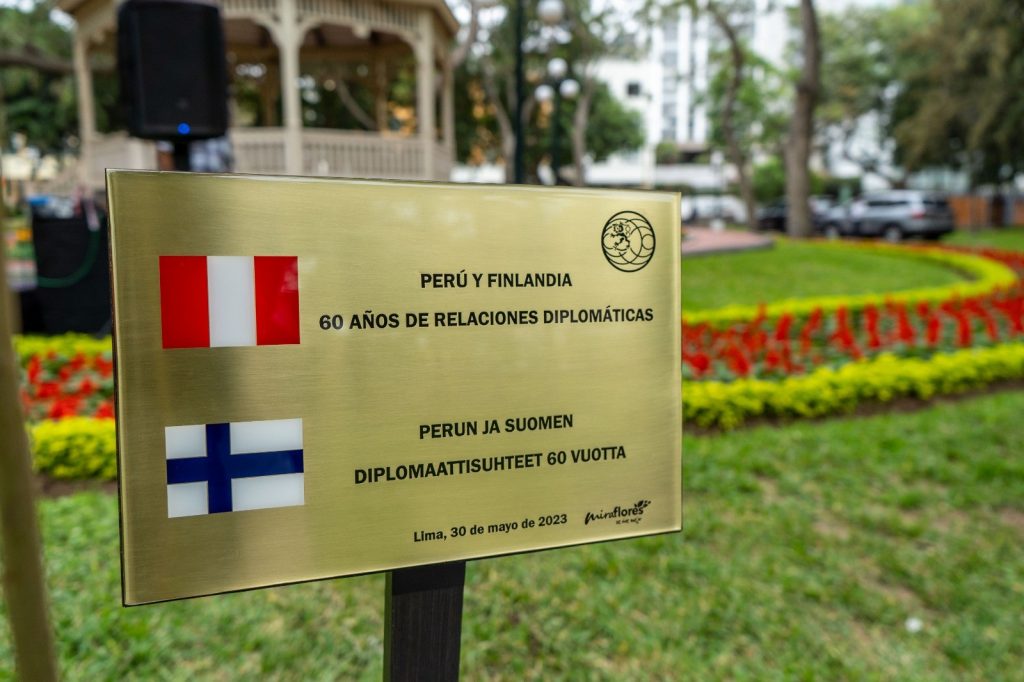 PERÚ Y FINLANDIA
60 AÑOS DE RELACIONES DIPLOMÁTICAS
PERUN JA SUOMEN
DIPLOMAATTISUHTEET 60 VUOTTA
Lima, 30 de mayo de 2023
miraflores